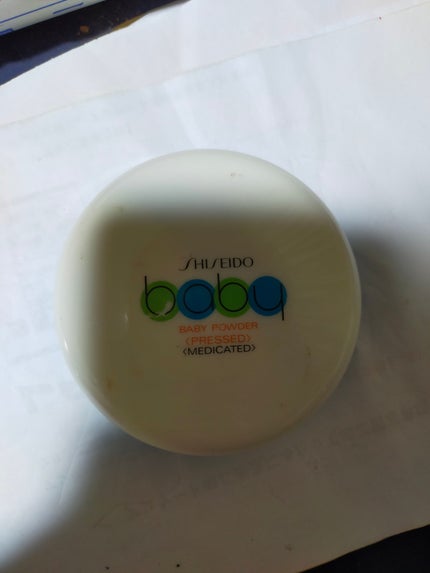 SHISEIDO
baby
BABY POWDER
<PRESSED>
<MEDICATED>